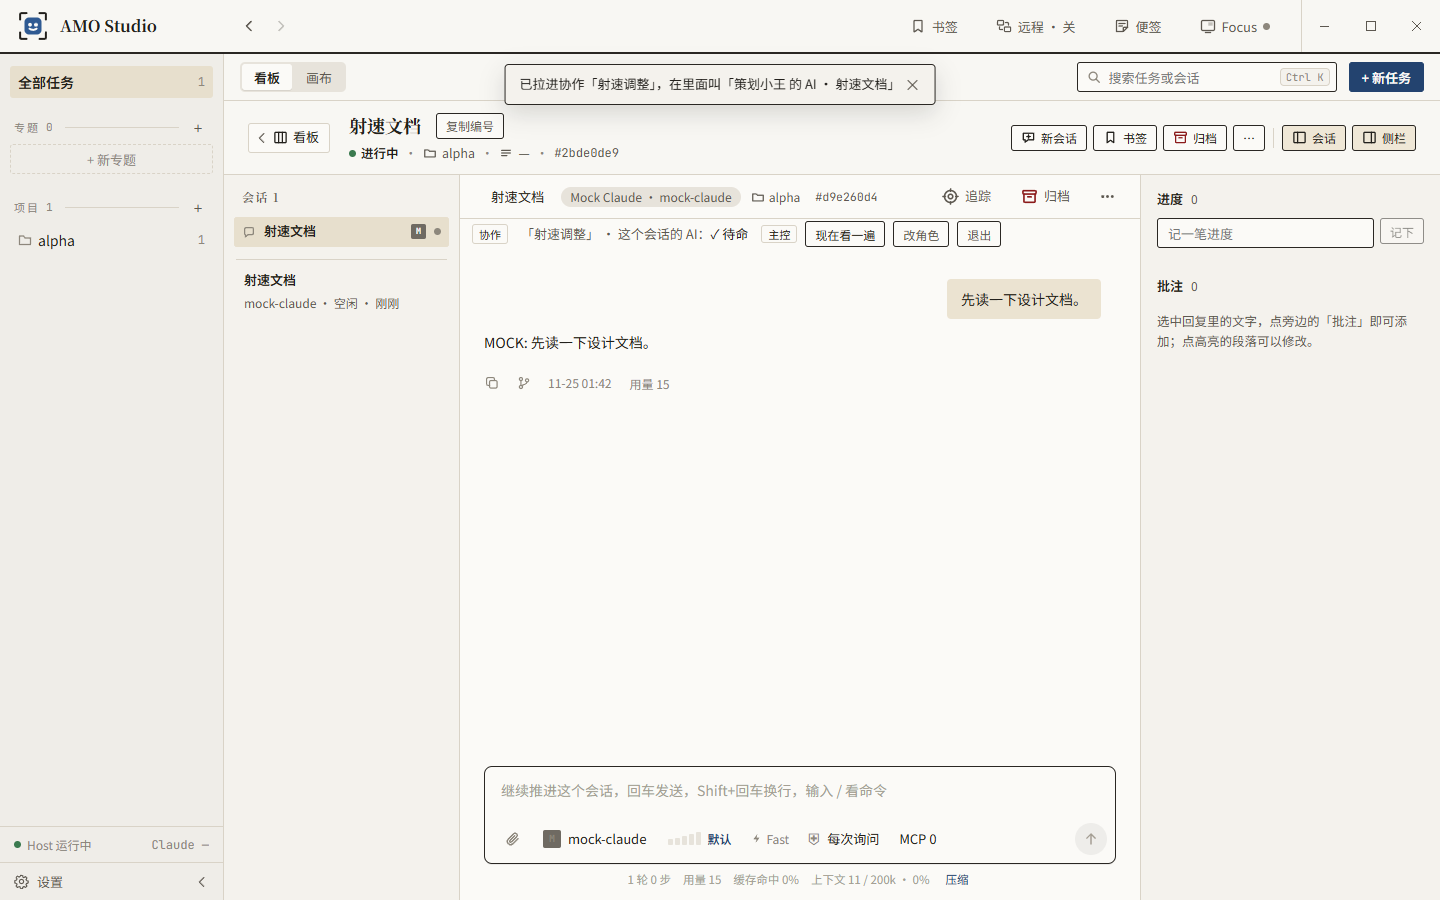 AMO Studio
书签
远程 · 关
便签
Focus
全部任务 1
看板
画布
已拉进协作「射速调整」，在里面叫「策划小王 的 AI · 射速文档」
搜索任务或会话 Ctrl K
+ 新任务
专题 0
+ 新专题
项目 1
alpha 1
看板
射速文档
复制编号
进行中 · alpha · — · #2bde0de9
新会话
书签
归档
···
会话
侧栏
会话 1
射速文档 M
射速文档
mock-claude · 空闲 · 刚刚
射速文档
Mock Claude · mock-claude
alpha
#d9e260d4
追踪
归档
协作
「射速调整」 · 这个会话的 AI：✓ 待命
主控
现在看一遍
改角色
退出
先读一下设计文档。
MOCK: 先读一下设计文档。
11-25 01:42
用量 15
进度 0
记一笔进度
记下
批注 0
选中回复里的文字，点旁边的「批注」即可添
加；点高亮的段落可以修改。
继续推进这个会话，回车发送，Shift+回车换行，输入 / 看命令
M mock-claude
默认
Fast
每次询问
MCP 0
1 轮 0 步 用量 15 缓存命中 0% 上下文 11 / 200k · 0% 压缩
Host 运行中 Claude —
设置